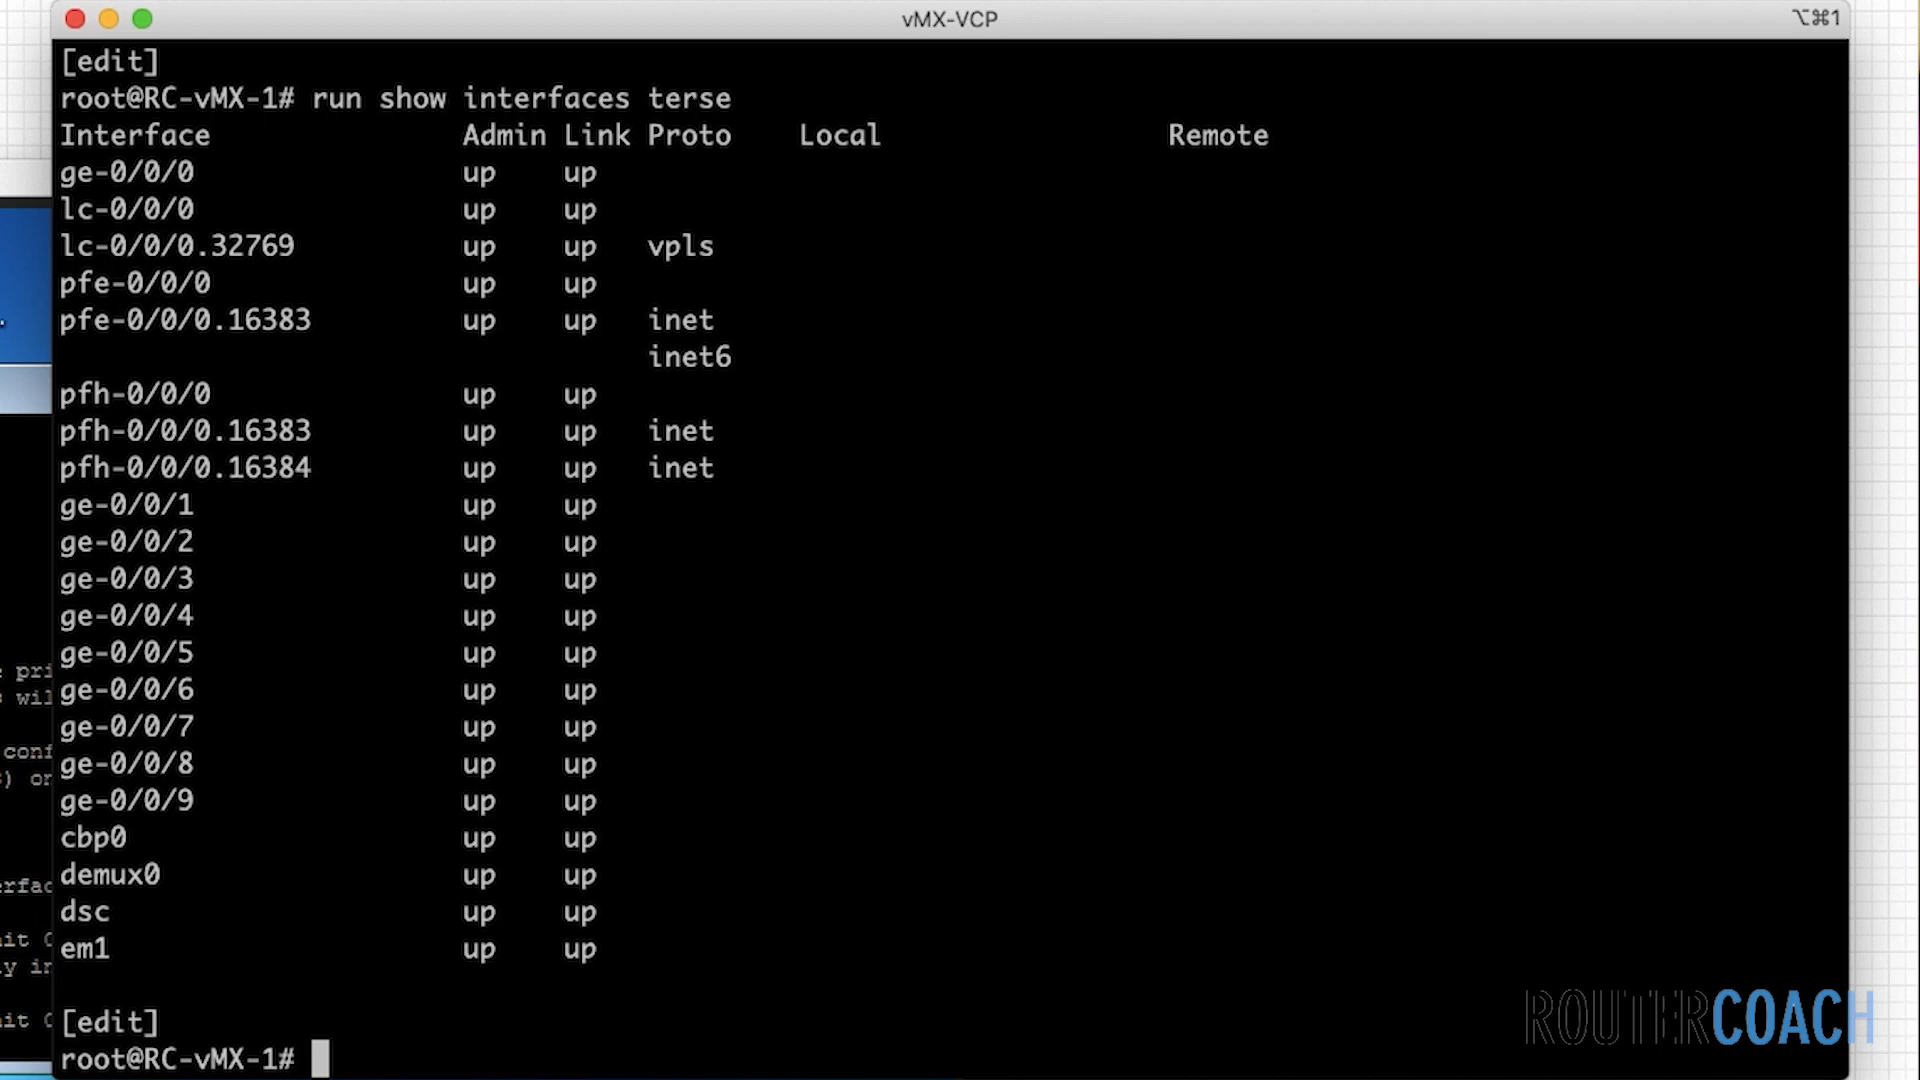 vMX-VCP
⌥⌘1
[edit]
root@RC-vMX-1# run show interfaces terse
Interface Admin Link Proto Local Remote
ge-0/0/0 up up
lc-0/0/0 up up
lc-0/0/0.32769 up up vpls
pfe-0/0/0 up up
pfe-0/0/0.16383 up up inet
inet6
pfh-0/0/0 up up
pfh-0/0/0.16383 up up inet
pfh-0/0/0.16384 up up inet
ge-0/0/1 up up
ge-0/0/2 up up
ge-0/0/3 up up
ge-0/0/4 up up
ge-0/0/5 up up
ge-0/0/6 up up
ge-0/0/7 up up
ge-0/0/8 up up
ge-0/0/9 up up
cbp0 up up
demux0 up up
dsc up up
em1 up up
[edit]
root@RC-vMX-1#
ROUTERCOACH